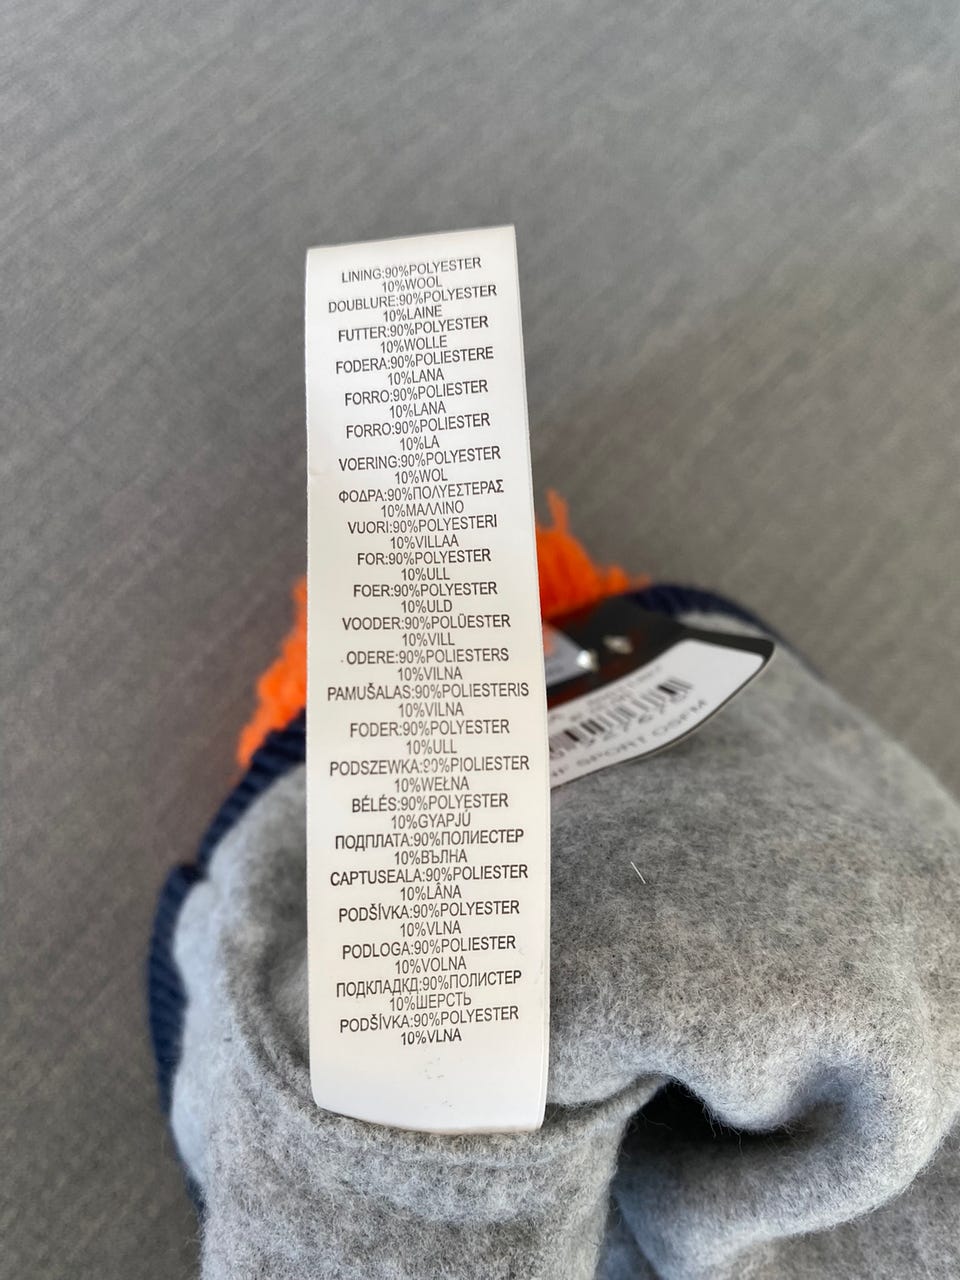 LINING:90%POLYESTER
10%WOOL
DOUBLURE:90%POLYESTER
10%LAINE
FUTTER:90%POLYESTER
10%WOLLE
FODERA:90%POLIESTERE
10%LANA
FORRO:90%POLIESTER
10%LANA
FORRO:90%POLIESTER
10%LA
VOERING:90%POLYESTER
10%WOL
ΦΟΔΡΑ:90%ΠΟΛΥΕΣΤΕΡΑΣ
10%ΜΑΛΛΙΝΟ
VUORI:90%POLYESTERI
10%VILLAA
FOR:90%POLYESTER
10%ULL
FOER:90%POLYESTER
10%ULD
VOODER:90%POLÜESTER
10%VILL
ODERE:90%POLIESTERS
10%VILNA
PAMUŠALAS:90%POLIESTERIS
10%VILNA
FODER:90%POLYESTER
10%ULL
PODSZEWKA:90%PIOLIESTER
10%WEŁNA
BÉLÉS:90%POLYESTER
10%GYAPJÚ
ПОДПЛАТА:90%ПОЛИЕСТЕР
10%ВЪЛНА
CAPTUSEALA:90%POLIESTER
10%LÂNA
PODŠÍVKA:90%POLYESTER
10%VLNA
PODLOGA:90%POLIESTER
10%VOLNA
ПОДКЛАДКД:90%ПОЛИСТЕР
10%ШЕРСТЬ
PODŠÍVKA:90%POLYESTER
10%VLNA
SPORT OSFM